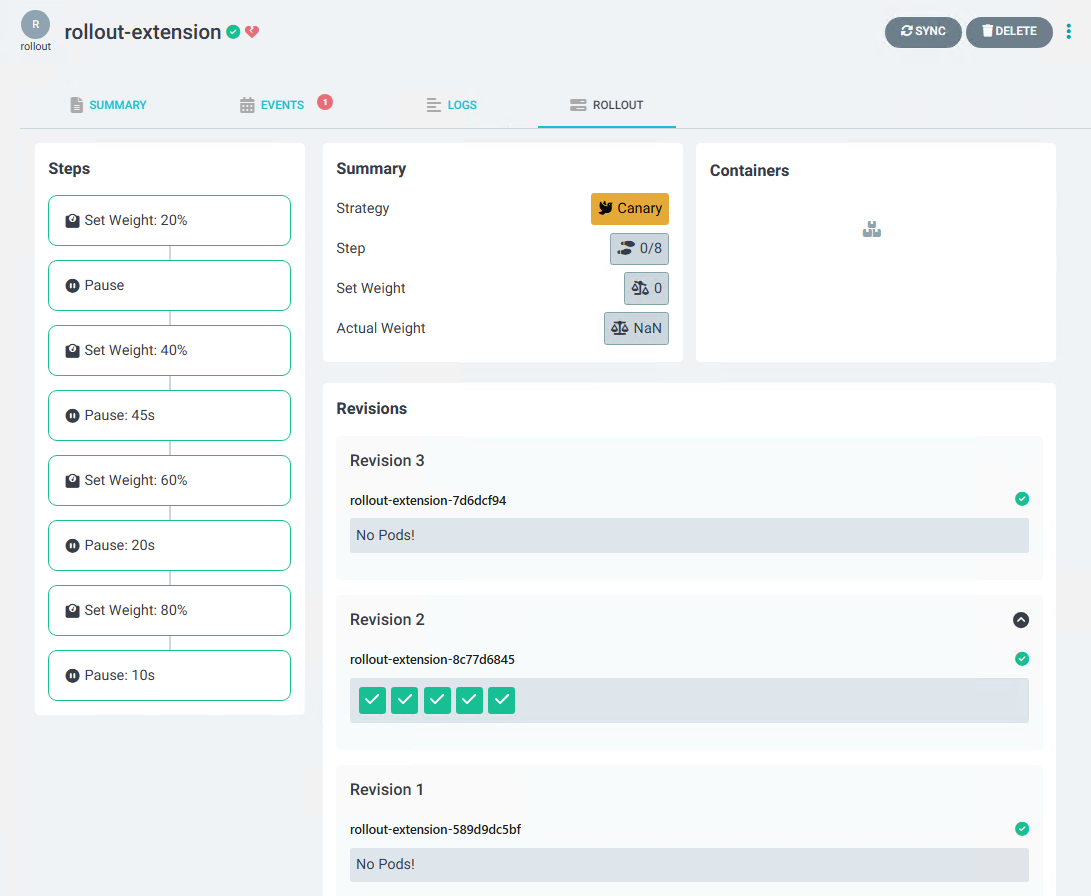 R
rollout
rollout-extension
SYNC
DELETE
SUMMARY
EVENTS
1
LOGS
ROLLOUT
Steps
Set Weight: 20%
Pause
Set Weight: 40%
Pause: 45s
Set Weight: 60%
Pause: 20s
Set Weight: 80%
Pause: 10s
Summary
Strategy
Canary
Step
0/8
Set Weight
0
Actual Weight
NaN
Containers
Revisions
Revision 3
rollout-extension-7d6dcf94
No Pods!
Revision 2
rollout-extension-8c77d6845
Revision 1
rollout-extension-589d9dc5bf
No Pods!